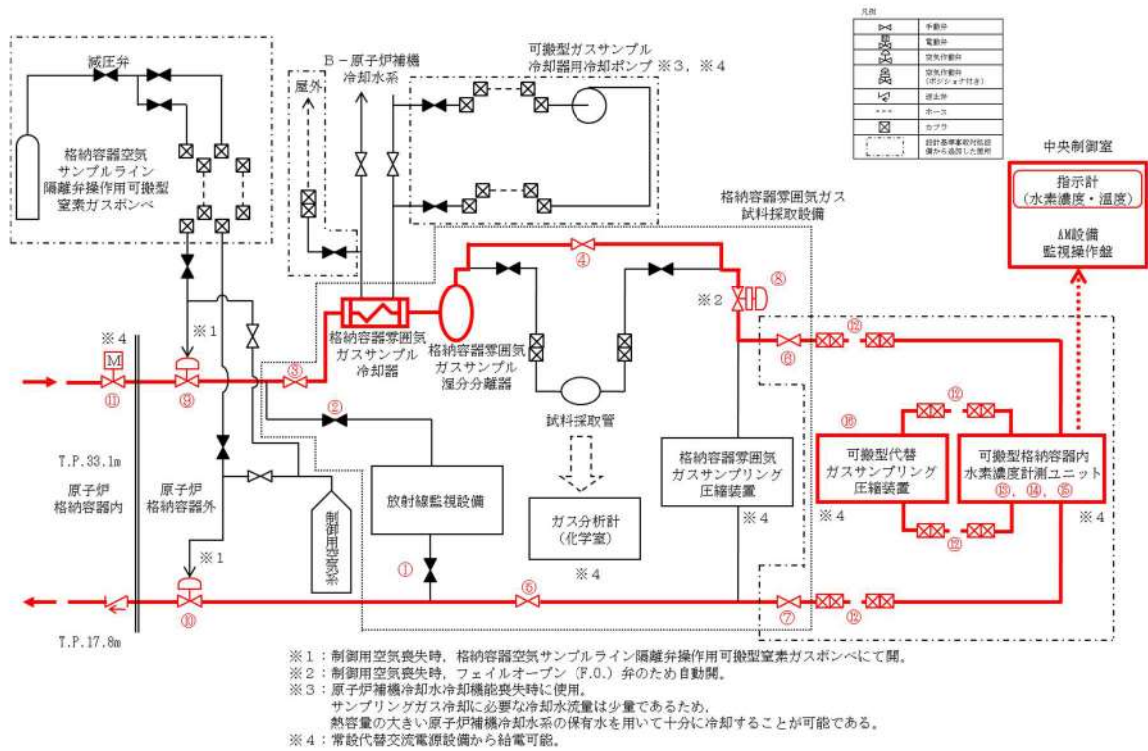 凡例
手動弁
電動弁
空気作動弁
空気作動弁
(ポジショナ付き)
逆止弁
ホース
カプラ
設計基準事故対処設
備から追加した箇所
減圧弁
格納容器空気
サンプルライン
隔離弁操作用可搬型
窒素ガスボンベ
屋外
B－原子炉補機
冷却水系
可搬型ガスサンプル
冷却器用冷却ポンプ ※3，※4
格納容器雰囲気ガス
試料採取設備
中央制御室
指示計
(水素濃度・温度)
AM設備
監視操作盤
④
⑧
※2
※1
※4
M
⑪
⑨
③
格納容器雰囲気
ガスサンプル
冷却器
格納容器雰囲気
ガスサンプル
湿分分離器
⑫
②
試料採取管
⑫
T.P.33.1m
原子炉
格納容器内
原子炉
格納容器外
放射線監視設備
格納容器雰囲気
ガスサンプリング
圧縮装置
※4
⑯
可搬型代替
ガスサンプリング
圧縮装置
※4
可搬型格納容器内
水素濃度計測ユニット
⑬，⑭，⑮
※4
制御用空気系
ガス分析計
(化学室)
※4
⑫
※1
①
⑩
⑦
⑫
T.P.17.8m
※1：制御用空気喪失時，格納容器空気サンプルライン隔離弁操作用可搬型窒素ガスボンベにて開。
※2：制御用空気喪失時，フェイルオープン（F.O.）弁のため自動開。
※3：原子炉補機冷却水冷却機能喪失時に使用。
サンプリングガス冷却に必要な冷却水流量は少量であるため，
熱容量の大きい原子炉補機冷却水系の保有水を用いて十分に冷却することが可能である。
※4：常設代替交流電源設備から給電可能。